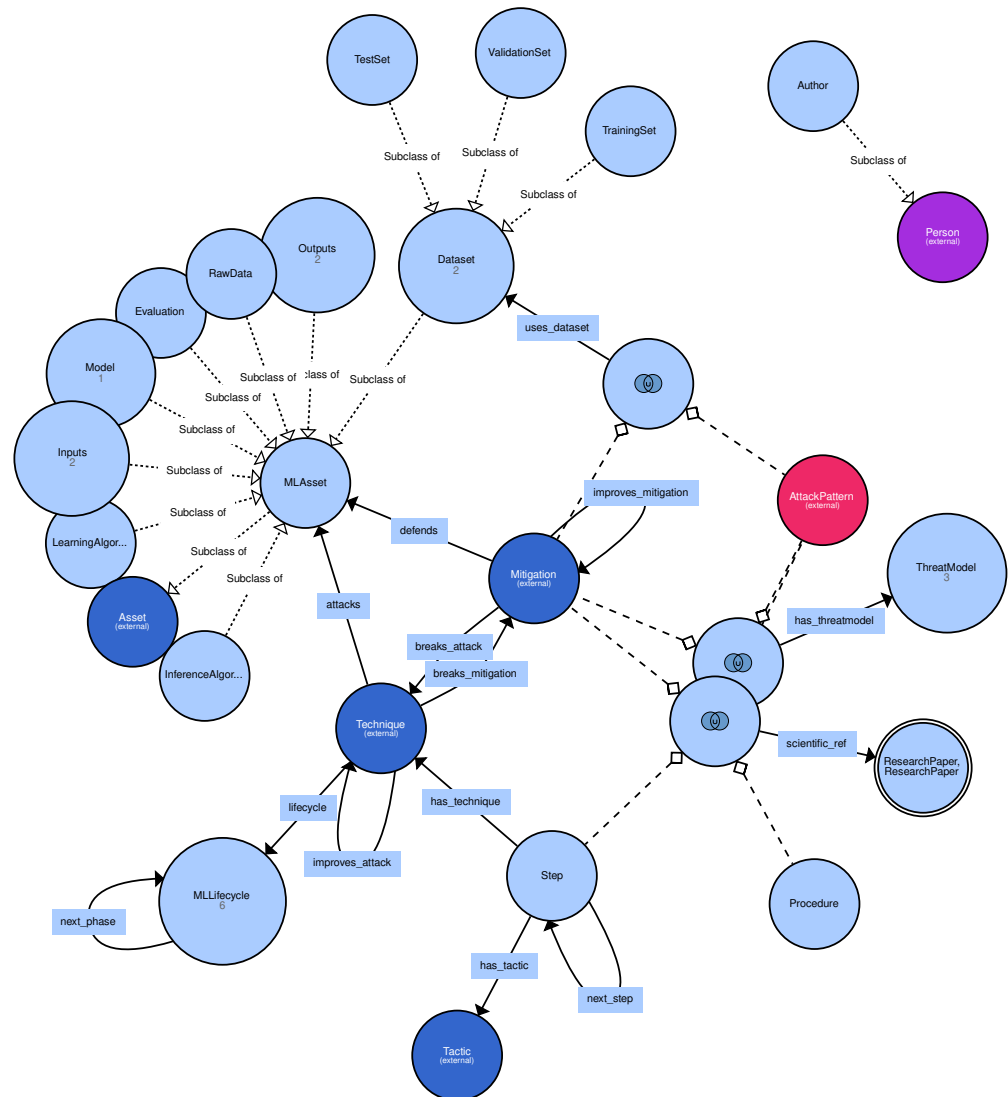 TestSet
ValidationSet
TrainingSet
Author
Subclass of
Subclass of
Subclass of
Subclass of
Person
(external)
Outputs
2
RawData
Dataset
2
Evaluation
uses_dataset
Model
1
Subclass of
Subclass of
Subclass of
Subclass of
Inputs
2
Subclass of
MLAsset
AttackPattern
(external)
improves_mitigation
LearningAlgor...
Subclass of
defends
Subclass of
Mitigation
(external)
ThreatModel
3
Asset
(external)
Subclass of
attacks
has_threatmodel
breaks_attack
breaks_mitigation
InferenceAlgor...
Technique
(external)
scientific_ref
ResearchPaper,
ResearchPaper
lifecycle
has_technique
improves_attack
MLLifecycle
6
Step
Procedure
next_phase
has_tactic
next_step
Tactic
(external)